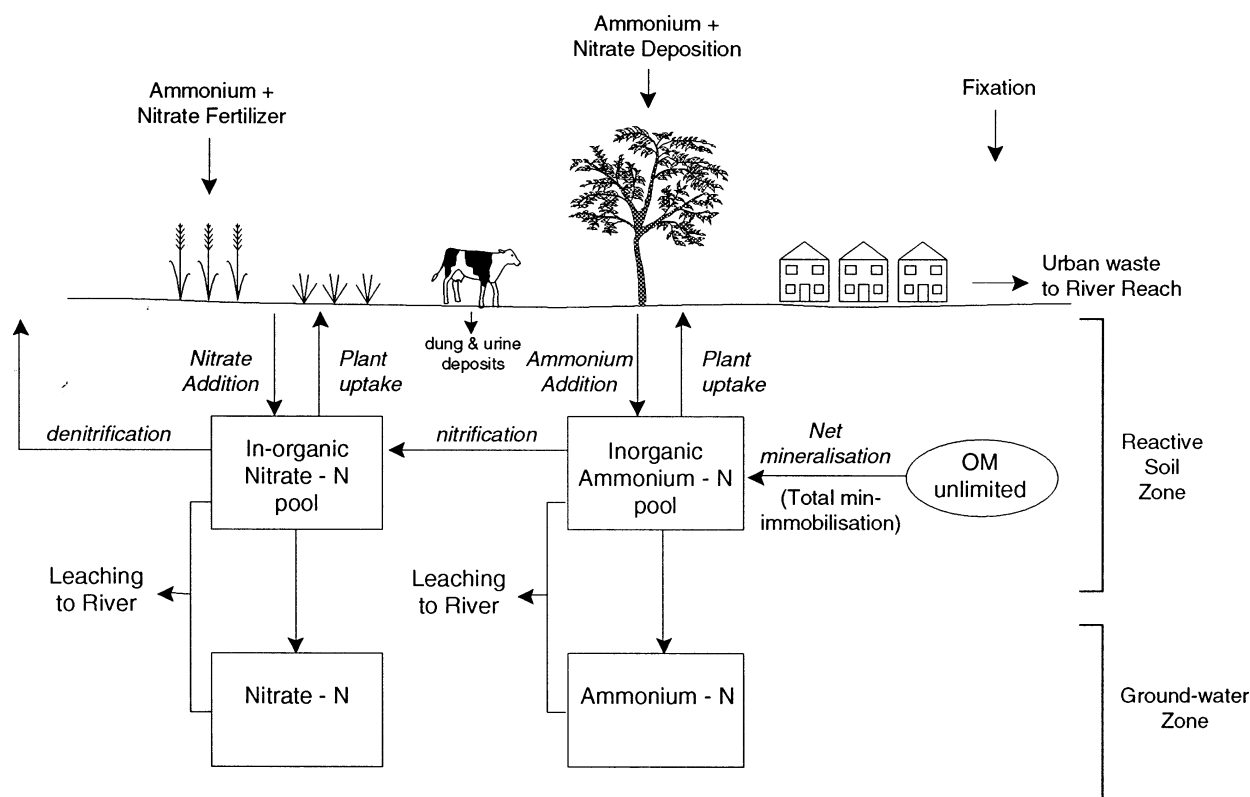 Ammonium +
Nitrate Deposition
Ammonium +
Nitrate Fertilizer
Fixation
Urban waste
to River Reach
dung & urine
deposits
Nitrate
Addition
Plant
uptake
Ammonium
Addition
Plant
uptake
denitrification
In-organic
Nitrate - N
pool
nitrification
Inorganic
Ammonium - N
pool
Net
mineralisation
(Total min-
immobilisation)
OM
unlimited
Reactive
Soil
Zone
Leaching
to River
Leaching
to River
Nitrate - N
Ammonium - N
Ground-water
Zone